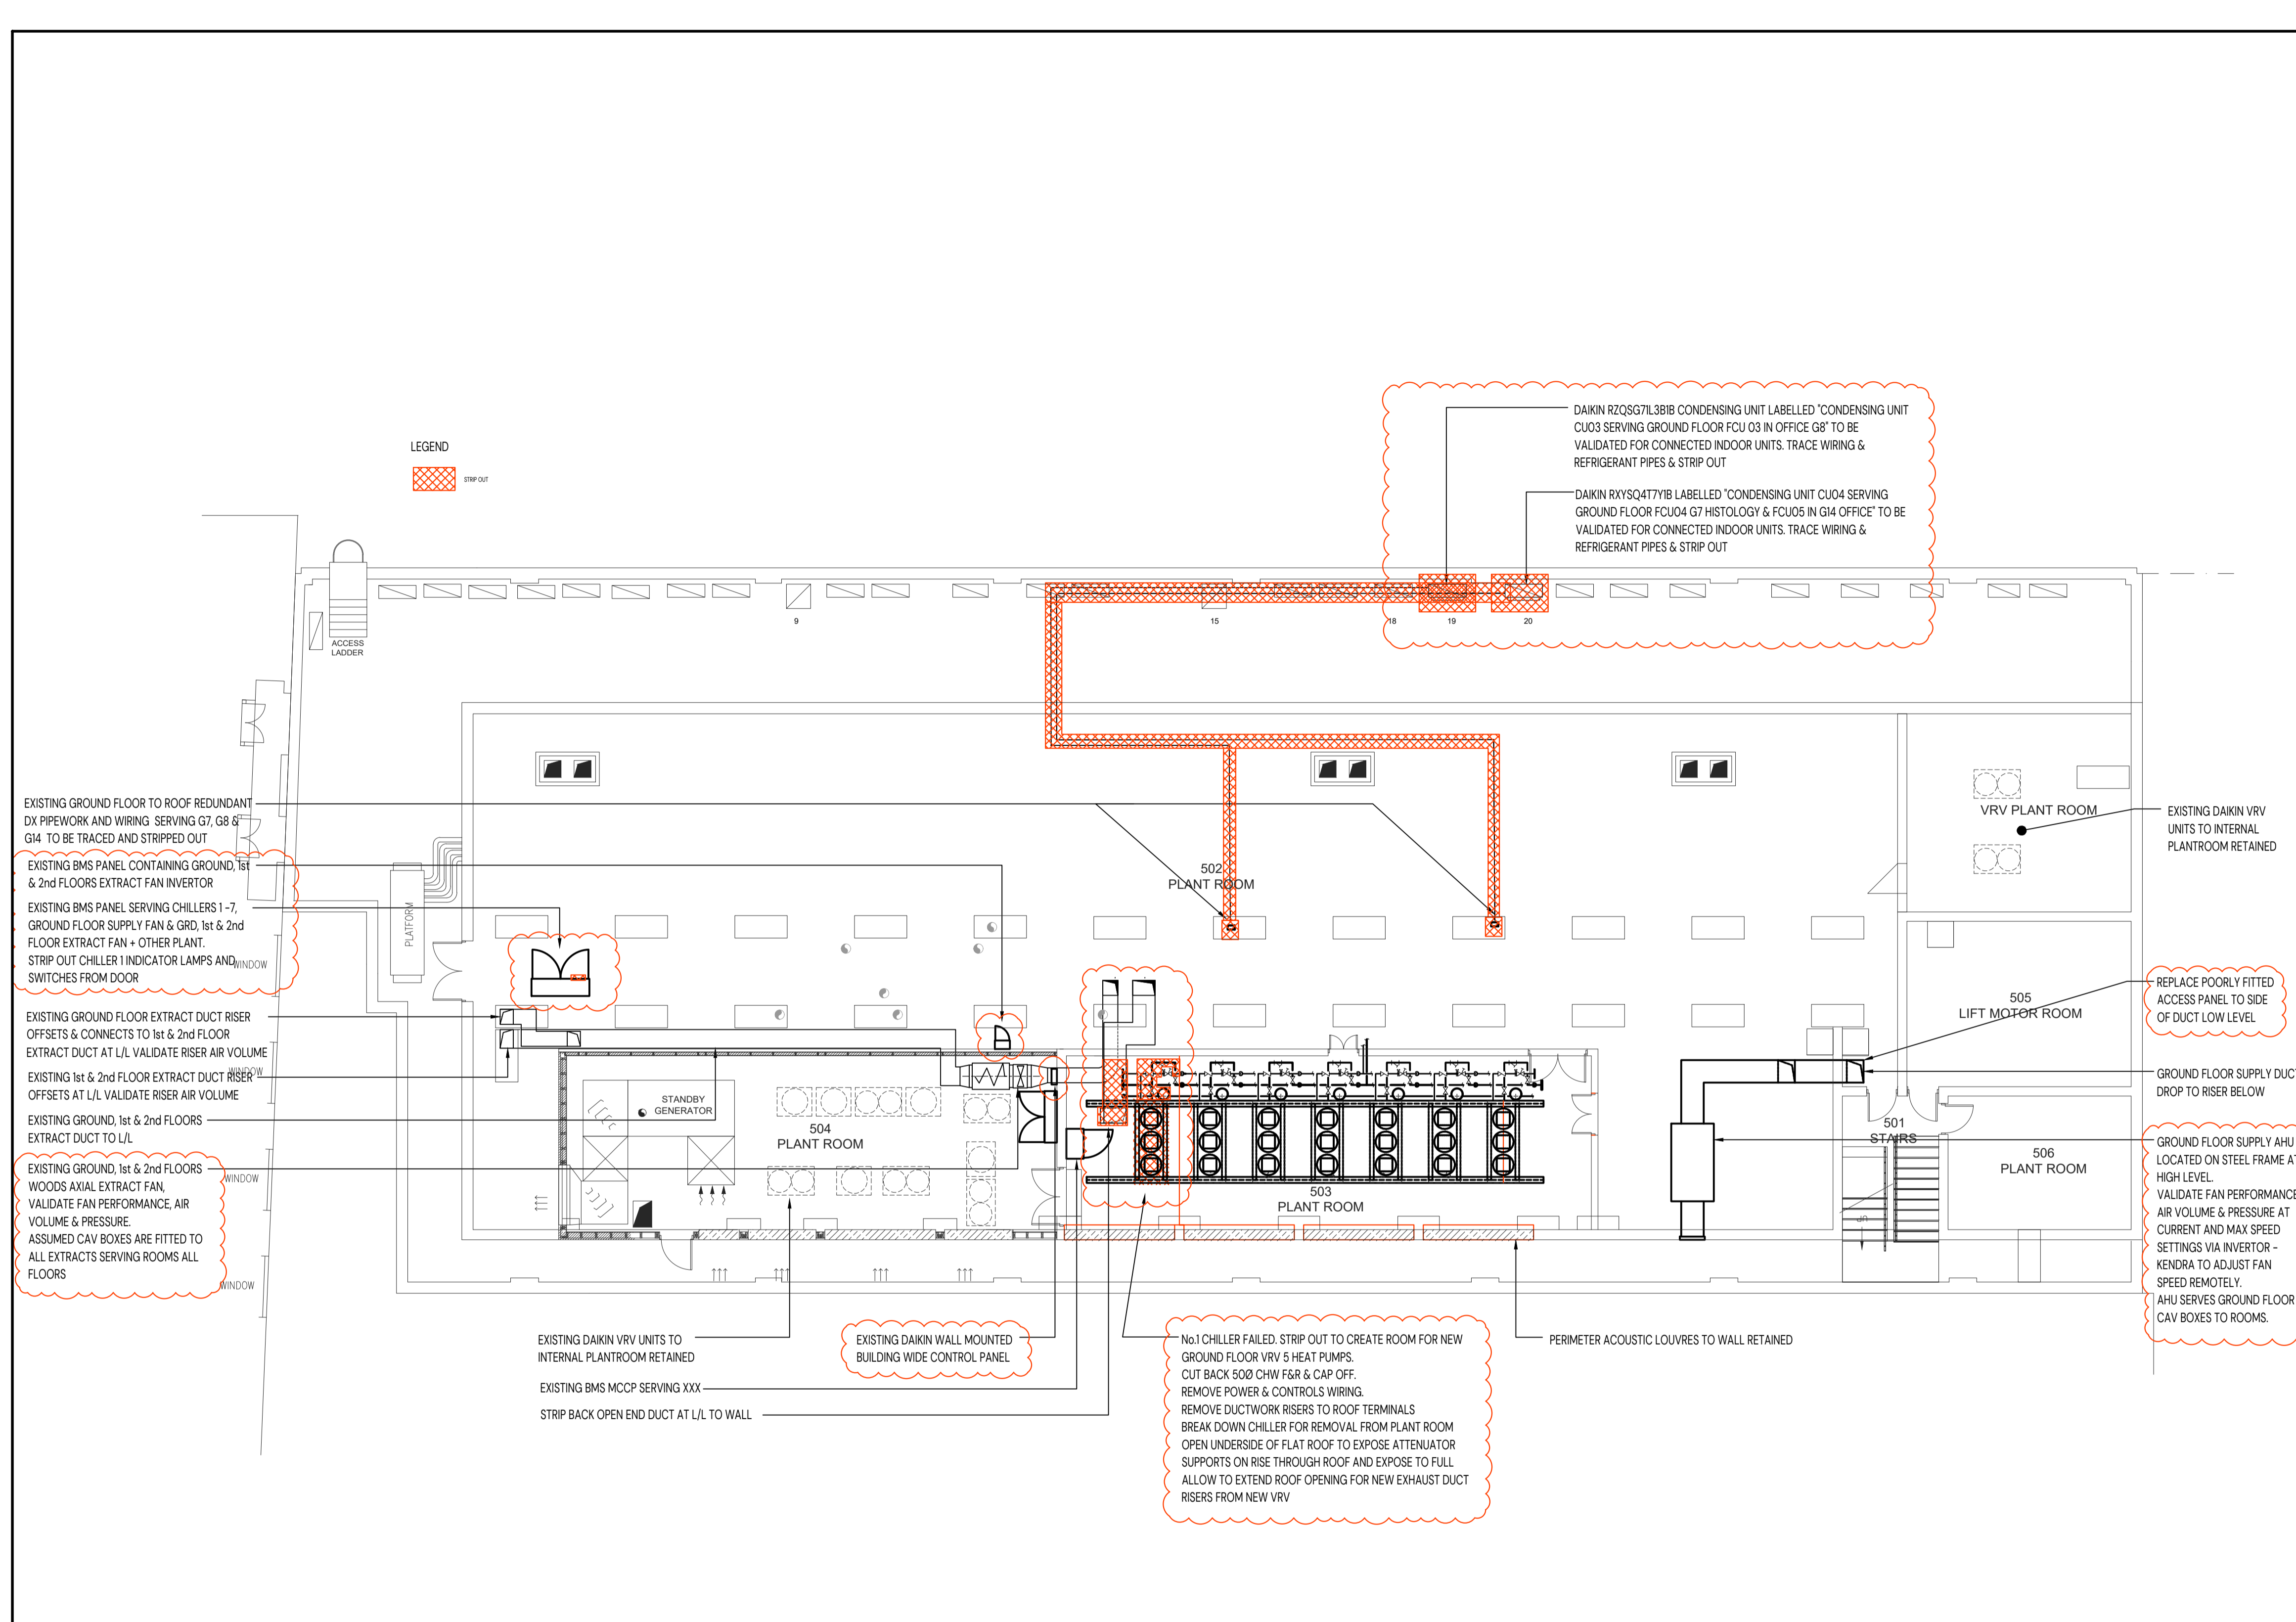 DAIKIN RZQSG71L3B1B CONDENSING UNIT LABELLED "CONDENSING UNIT
CU03 SERVING GROUND FLOOR FCU 03 IN OFFICE G8" TO BE
VALIDATED FOR CONNECTED INDOOR UNITS. TRACE WIRING &
REFRIGERANT PIPES & STRIP OUT
DAIKIN RXYSQ4T7Y1B LABELLED "CONDENSING UNIT CU04 SERVING
GROUND FLOOR FCU04 G7 HISTOLOGY & FCU05 IN G14 OFFICE" TO BE
VALIDATED FOR CONNECTED INDOOR UNITS. TRACE WIRING &
REFRIGERANT PIPES & STRIP OUT
LEGEND
STRIP OUT
ACCESS
LADDER
9
15
18
19
20
EXISTING GROUND FLOOR TO ROOF REDUNDANT
DX PIPEWORK AND WIRING SERVING G7, G8 &
G14 TO BE TRACED AND STRIPPED OUT
EXISTING BMS PANEL CONTAINING GROUND, 1st
& 2nd FLOORS EXTRACT FAN INVERTOR
EXISTING BMS PANEL SERVING CHILLERS 1 -7,
GROUND FLOOR SUPPLY FAN & GRD, 1st & 2nd
FLOOR EXTRACT FAN + OTHER PLANT.
STRIP OUT CHILLER 1 INDICATOR LAMPS AND
SWITCHES FROM DOOR
WINDOW
EXISTING GROUND FLOOR EXTRACT DUCT RISER
OFFSETS & CONNECTS TO 1st & 2nd FLOOR
EXTRACT DUCT AT L/L VALIDATE RISER AIR VOLUME
WINDOW
EXISTING 1st & 2nd FLOOR EXTRACT DUCT RISER
OFFSETS AT L/L VALIDATE RISER AIR VOLUME
EXISTING GROUND, 1st & 2nd FLOORS
EXTRACT DUCT TO L/L
EXISTING GROUND, 1st & 2nd FLOORS
WOODS AXIAL EXTRACT FAN,
VALIDATE FAN PERFORMANCE, AIR
VOLUME & PRESSURE.
ASSUMED CAV BOXES ARE FITTED TO
ALL EXTRACTS SERVING ROOMS ALL
FLOORS
WINDOW
WINDOW
PLATFORM
502
PLANT ROOM
VRV PLANT ROOM
EXISTING DAIKIN VRV
UNITS TO INTERNAL
PLANTROOM RETAINED
505
LIFT MOTOR ROOM
REPLACE POORLY FITTED
ACCESS PANEL TO SIDE
OF DUCT LOW LEVEL
GROUND FLOOR SUPPLY DUCT
DROP TO RISER BELOW
STANDBY
GENERATOR
504
PLANT ROOM
503
PLANT ROOM
501
STAIRS
UP
506
PLANT ROOM
GROUND FLOOR SUPPLY AHU
LOCATED ON STEEL FRAME AT
HIGH LEVEL.
VALIDATE FAN PERFORMANCE
AIR VOLUME & PRESSURE AT
CURRENT AND MAX SPEED
SETTINGS VIA INVERTOR -
KENDRA TO ADJUST FAN
SPEED REMOTELY.
AHU SERVES GROUND FLOOR
CAV BOXES TO ROOMS.
EXISTING DAIKIN VRV UNITS TO
INTERNAL PLANTROOM RETAINED
EXISTING BMS MCCP SERVING XXX
STRIP BACK OPEN END DUCT AT L/L TO WALL
EXISTING DAIKIN WALL MOUNTED
BUILDING WIDE CONTROL PANEL
No.1 CHILLER FAILED. STRIP OUT TO CREATE ROOM FOR NEW
GROUND FLOOR VRV 5 HEAT PUMPS.
CUT BACK 50Ø CHW F&R & CAP OFF.
REMOVE POWER & CONTROLS WIRING.
REMOVE DUCTWORK RISERS TO ROOF TERMINALS
BREAK DOWN CHILLER FOR REMOVAL FROM PLANT ROOM
OPEN UNDERSIDE OF FLAT ROOF TO EXPOSE ATTENUATOR
SUPPORTS ON RISE THROUGH ROOF AND EXPOSE TO FULL
ALLOW TO EXTEND ROOF OPENING FOR NEW EXHAUST DUCT
RISERS FROM NEW VRV
PERIMETER ACOUSTIC LOUVRES TO WALL RETAINED